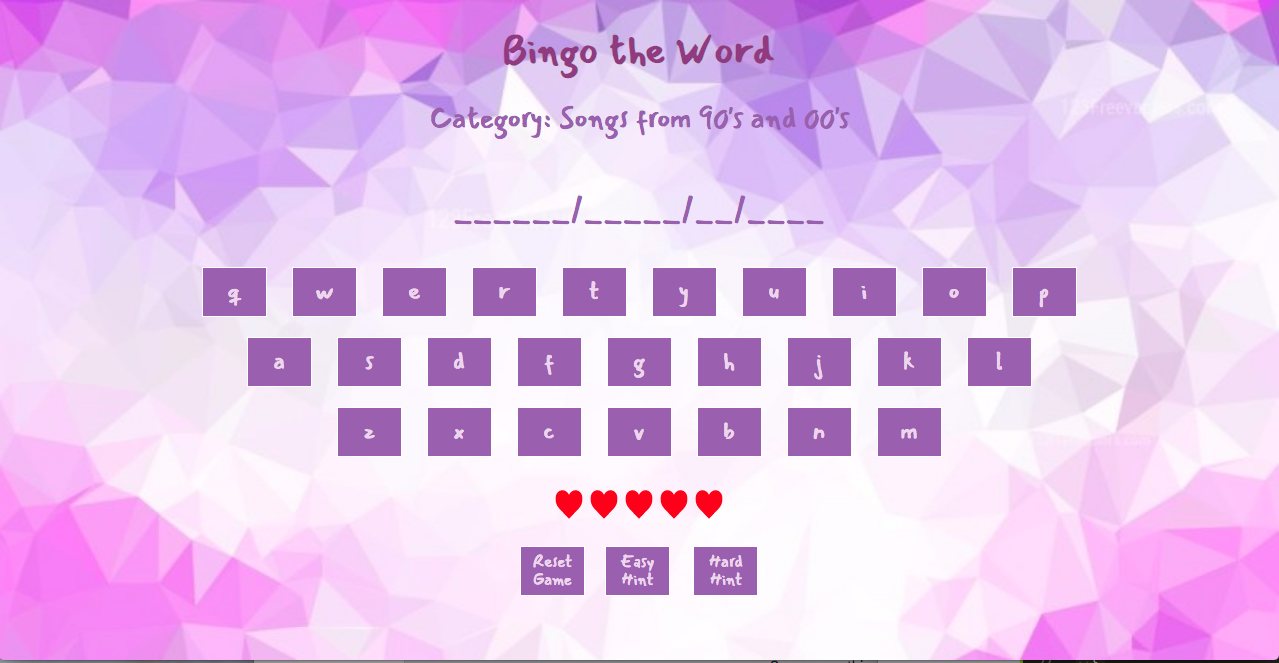 Bingo the Word
Category: Songs from 90's and 00's
______/_____/__/____
q w e r t y u i o p
a s d f g h j k l
z x c v b n m
Reset Game
Easy Hint
Hard Hint